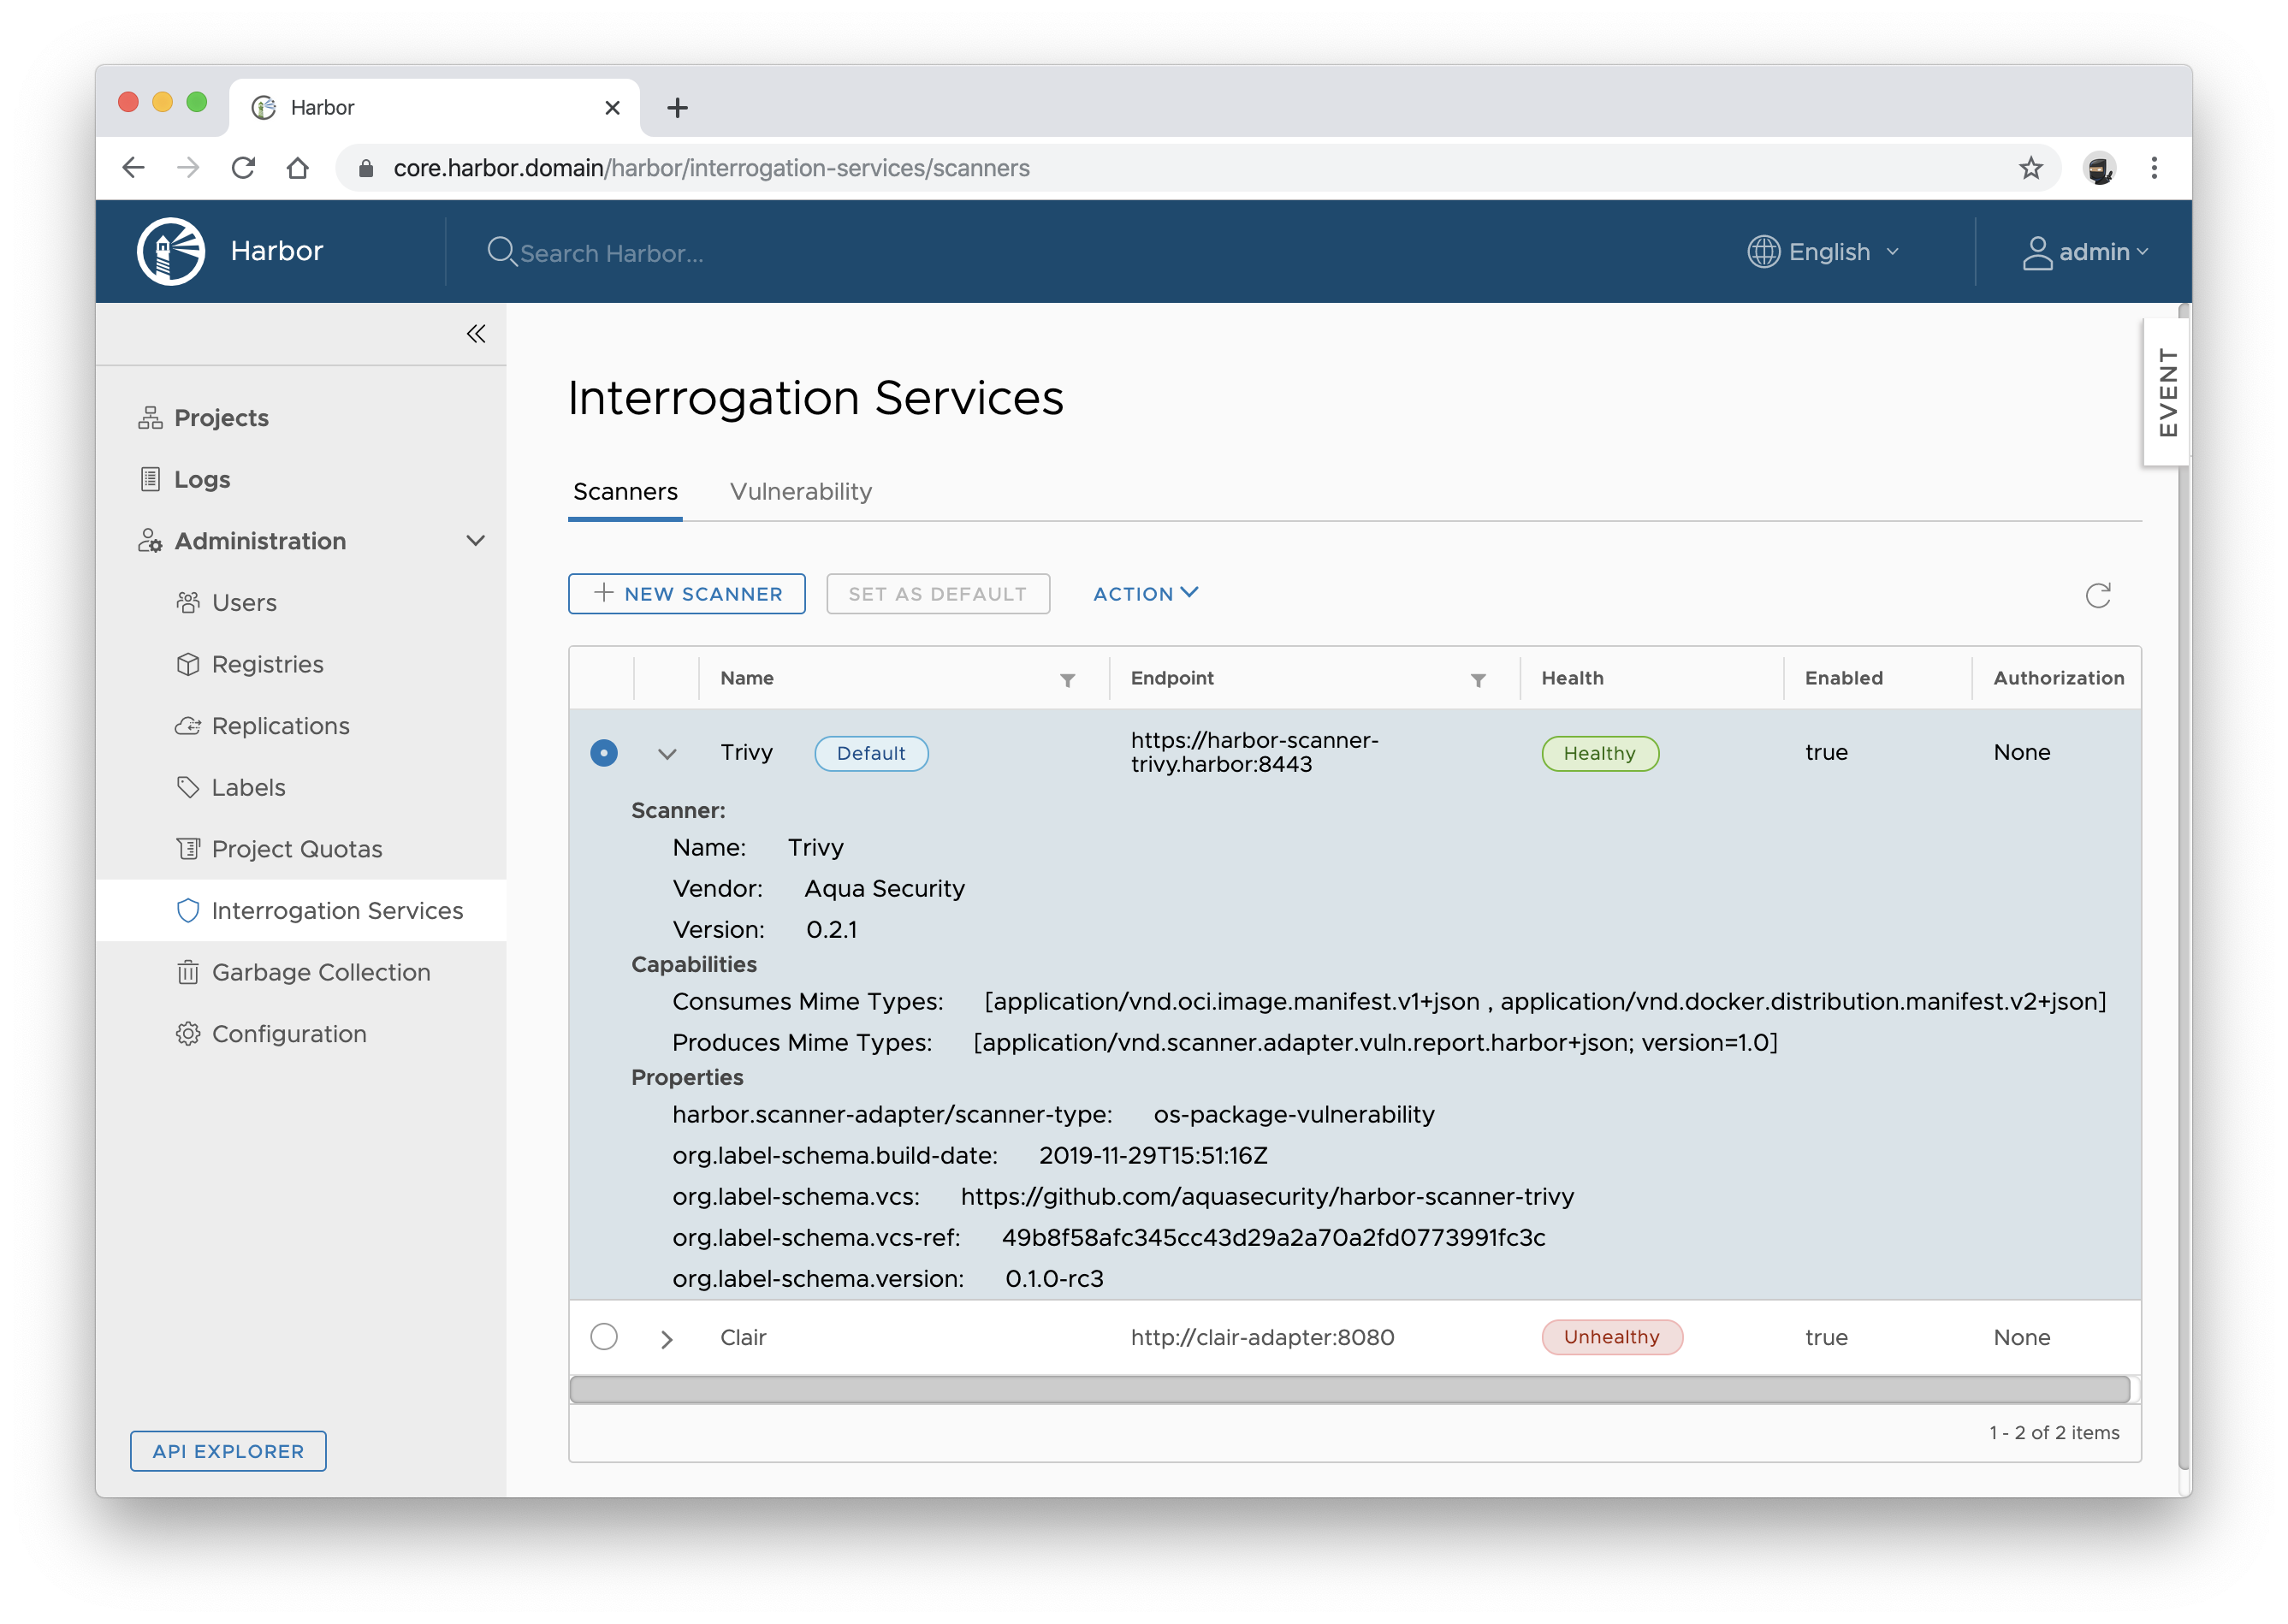 Harbor
core.harbor.domain/harbor/interrogation-services/scanners
Harbor
Search Harbor...
English
admin
EVENT
Projects
Logs
Administration
Users
Registries
Replications
Labels
Project Quotas
Interrogation Services
Garbage Collection
Configuration
API EXPLORER
Interrogation Services
Scanners Vulnerability
NEW SCANNER SET AS DEFAULT ACTION
Name Endpoint Health Enabled Authorization
Trivy Default https://harbor-scanner-trivy.harbor:8443 Healthy true None
Scanner:
Name: Trivy
Vendor: Aqua Security
Version: 0.2.1
Capabilities
Consumes Mime Types: [application/vnd.oci.image.manifest.v1+json , application/vnd.docker.distribution.manifest.v2+json]
Produces Mime Types: [application/vnd.scanner.adapter.vuln.report.harbor+json; version=1.0]
Properties
harbor.scanner-adapter/scanner-type: os-package-vulnerability
org.label-schema.build-date: 2019-11-29T15:51:16Z
org.label-schema.vcs: https://github.com/aquasecurity/harbor-scanner-trivy
org.label-schema.vcs-ref: 49b8f58afc345cc43d29a2a70a2fd0773991fc3c
org.label-schema.version: 0.1.0-rc3
Clair http://clair-adapter:8080 Unhealthy true None
1 - 2 of 2 items